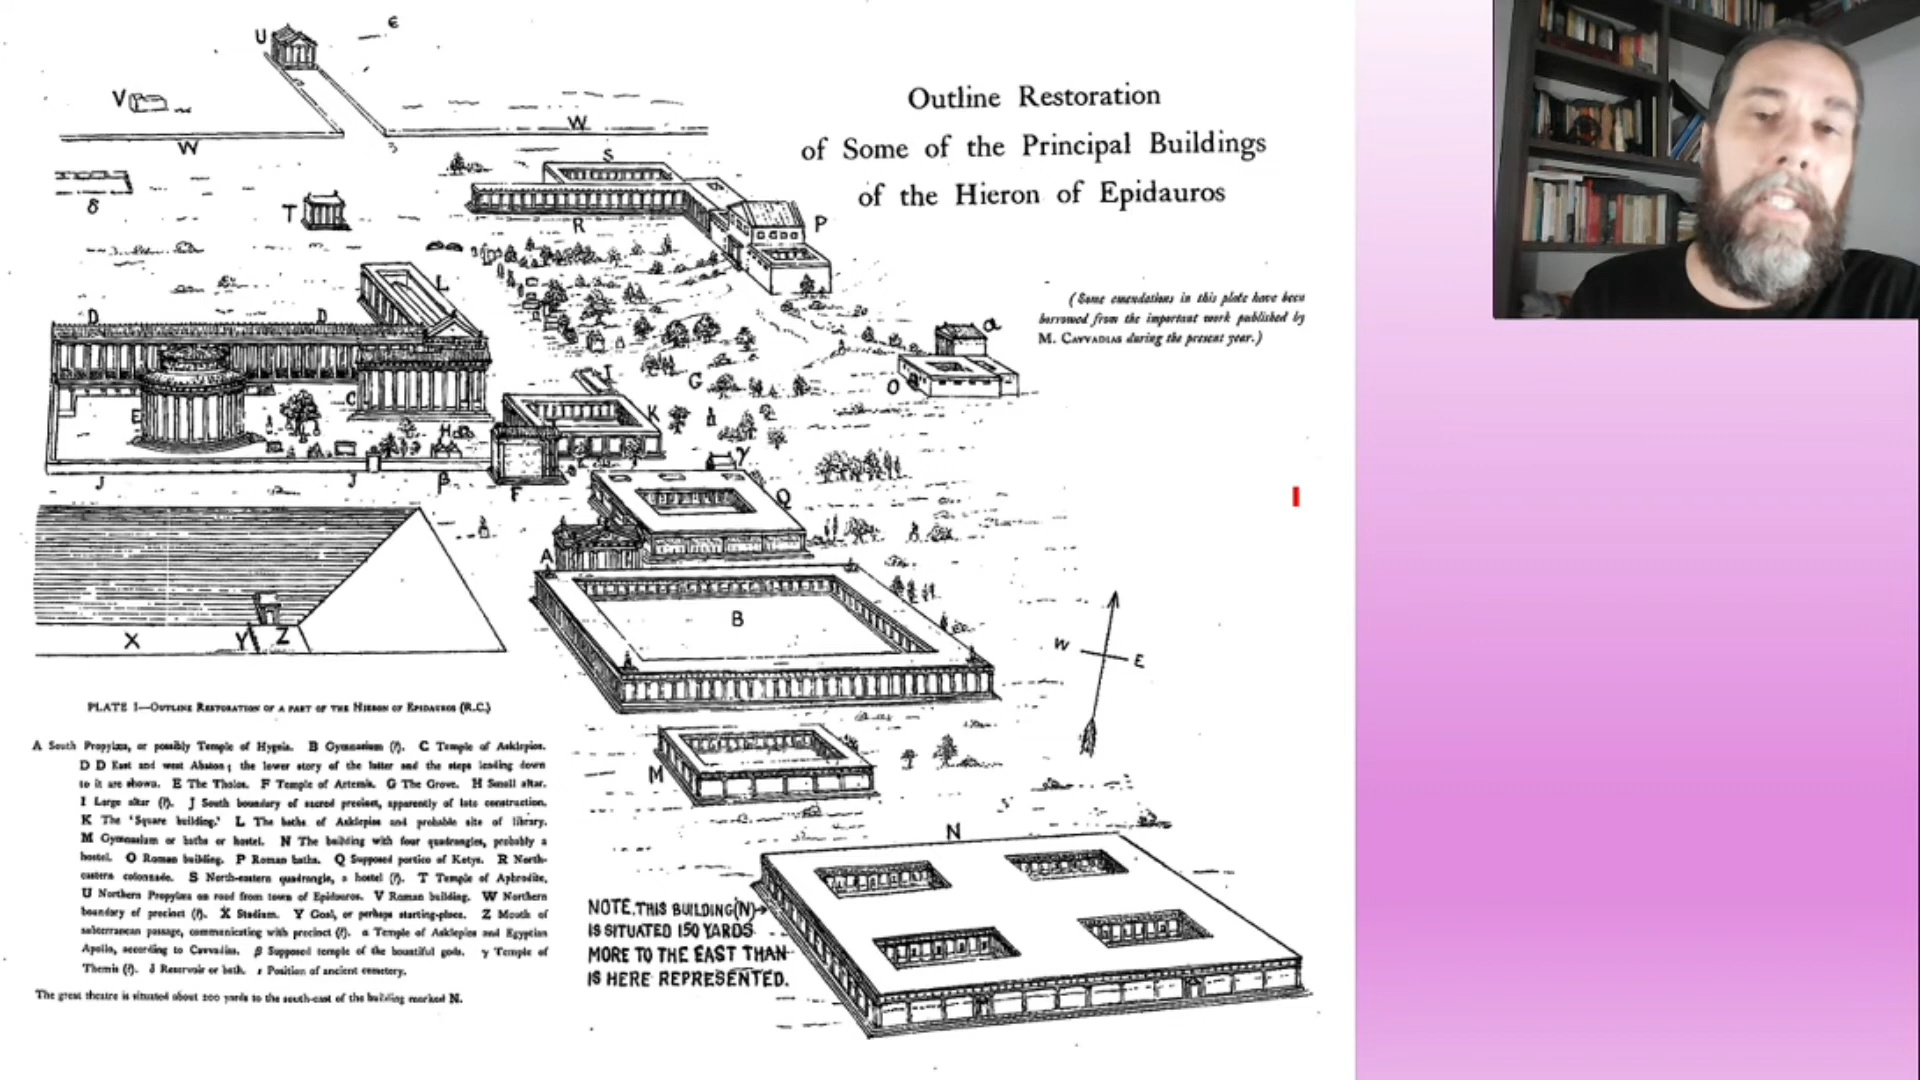 U
ϵ
V
W
W
S
δ
T
R
P
Outline Restoration
of Some of the Principal Buildings
of the Hieron of Epidauros
L
D
D
(Some emendations in this plate have been
borrowed from the important work published by
M. CAVVADIAS during the present year.)
α
I
G
O
C
E
K
H
γ
J
J
β
F
Q
A
B
X
Y
Z
W
E
PLATE I—OUTLINE RESTORATION OF A PART OF THE HIERON OF EPIDAUROS (R.C.)
A South Propylæa, or possibly Temple of Hygeia. B Gymnasium (?). C Temple of Asklepios.
D D East and west Abaton; the lower story of the latter and the steps leading down
to it are shown. E The Tholos. F Temple of Artemis. G The Grove. H Small altar.
I Large altar (?). J South boundary of sacred precinct, apparently of late construction.
K The 'Square building.' L The baths of Asklepios and probable site of library.
M Gymnasium or baths or hostel. N The building with four quadrangles, probably a
hostel. O Roman building. P Roman baths. Q Supposed portico of Kotys. R North-
eastern colonnade. S North-eastern quadrangle, a hostel (?). T Temple of Aphrodite.
U Northern Propylæa on road from town of Epidauros. V Roman building. W Northern
boundary of precinct (?). X Stadium. Y Goal, or perhaps starting-place. Z Mouth of
subterranean passage, communicating with precinct (?). α Temple of Asklepios and Egyptian
Apollo, according to Cavvadias. β Supposed temple of the bountiful gods. γ Temple of
Themis (?). δ Reservoir or bath. ϵ Position of ancient cemetery.
The great theatre is situated about 200 yards to the south-east of the building marked N.
M
N
NOTE, THIS BUILDING (N)
IS SITUATED 150 YARDS
MORE TO THE EAST THAN
IS HERE REPRESENTED.